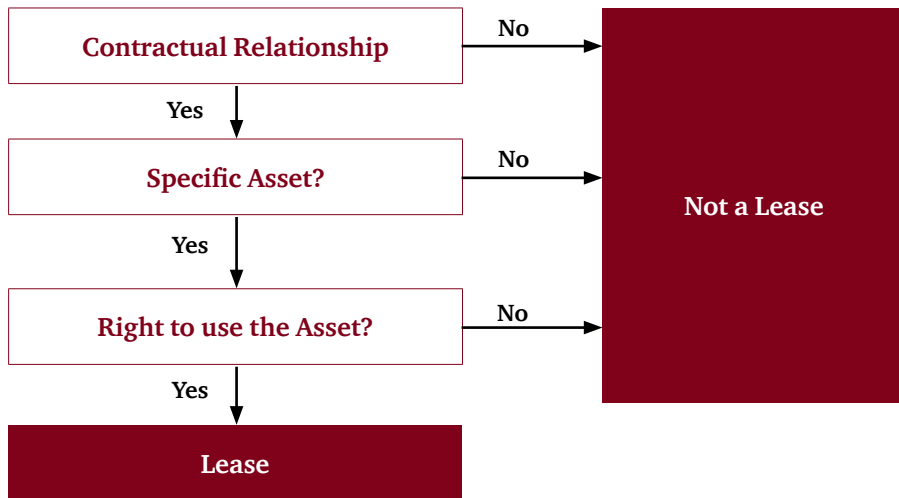 Contractual Relationship
No
Yes
Specific Asset?
No
Not a Lease
Yes
Right to use the Asset?
No
Yes
Lease